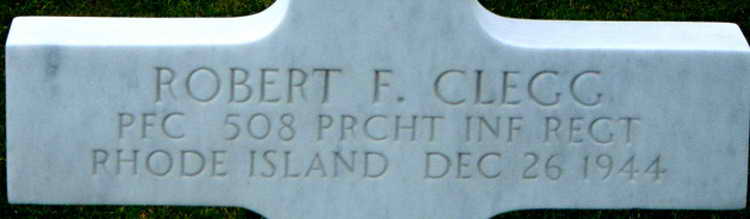 ROBERT F. CLEGG
PFC 508 PRCHT INF REGT
RHODE ISLAND DEC 26 1944